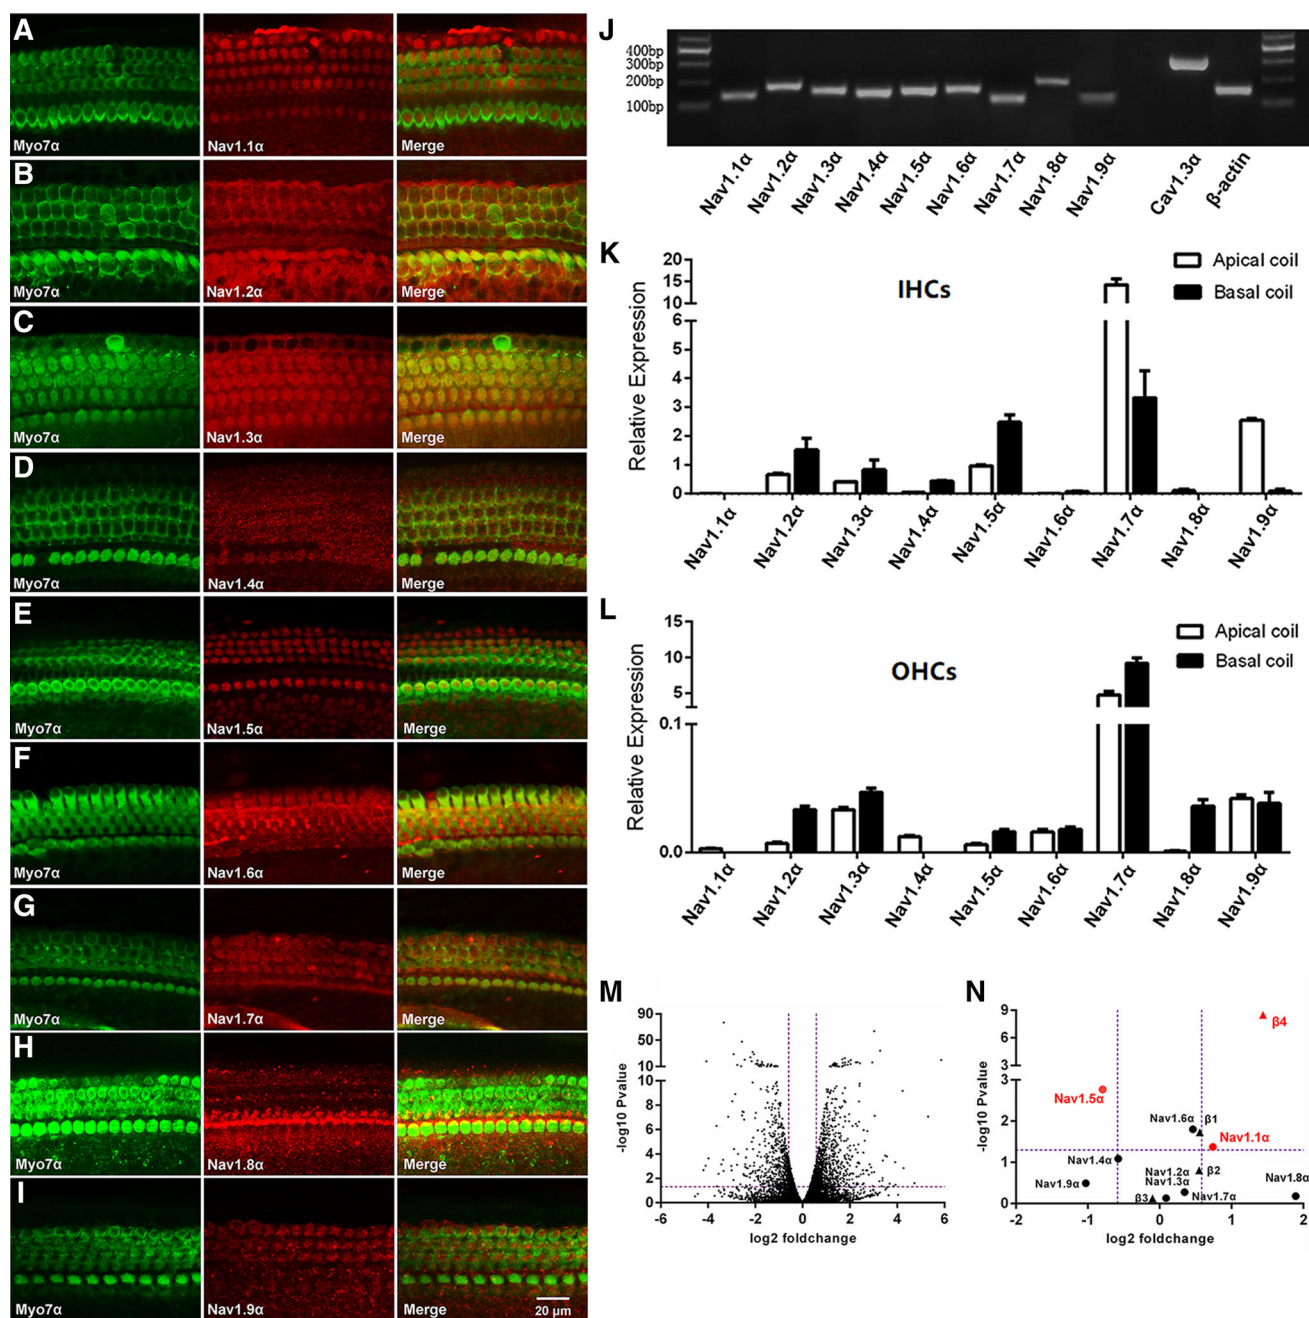 A
Myo7α
Nav1.1α
Merge
B
Myo7α
Nav1.2α
Merge
C
Myo7α
Nav1.3α
Merge
D
Myo7α
Nav1.4α
Merge
E
Myo7α
Nav1.5α
Merge
F
Myo7α
Nav1.6α
Merge
G
Myo7α
Nav1.7α
Merge
H
Myo7α
Nav1.8α
Merge
I
Myo7α
Nav1.9α
Merge
20 μm
J
400bp
300bp
200bp
100bp
Nav1.1α
Nav1.2α
Nav1.3α
Nav1.4α
Nav1.5α
Nav1.6α
Nav1.7α
Nav1.8α
Nav1.9α
Cav1.3α
β-actin
K
IHCs
Apical coil
Basal coil
Relative Expression
20
15
10
6
5
4
3
2
1
0
Nav1.1α
Nav1.2α
Nav1.3α
Nav1.4α
Nav1.5α
Nav1.6α
Nav1.7α
Nav1.8α
Nav1.9α
L
OHCs
Apical coil
Basal coil
Relative Expression
15
10
5
0.1
0.0
Nav1.1α
Nav1.2α
Nav1.3α
Nav1.4α
Nav1.5α
Nav1.6α
Nav1.7α
Nav1.8α
Nav1.9α
M
-log10 Pvalue
90
50
10
10
8
6
4
2
0
-6 -4 -2 0 2 4 6
log2 foldchange
N
-log10 Pvalue
9
6
3
3
2
1
0
β4
Nav1.5α
Nav1.6α
β1
Nav1.1α
Nav1.4α
Nav1.2α
β2
Nav1.9α
Nav1.3α
Nav1.8α
β3
Nav1.7α
-2 -1 0 1 2
log2 foldchange